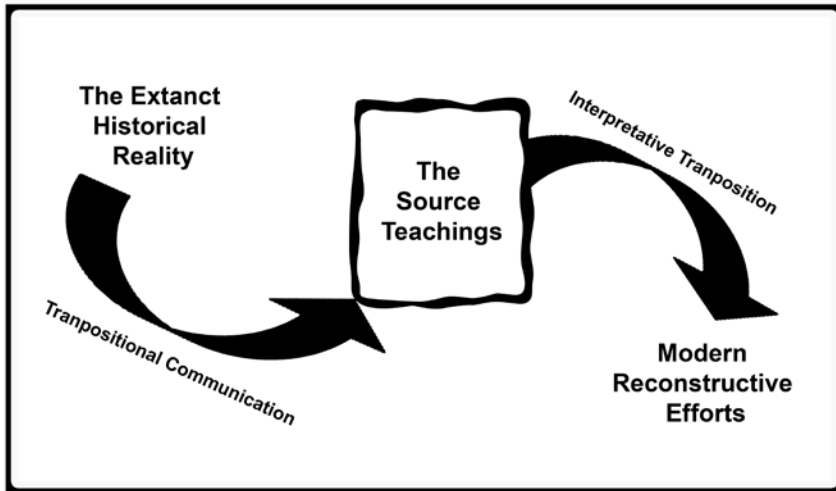 The Extanct
Historical
Reality
Tranpositional Communication
The
Source
Teachings
Interpretative Tranposition
Modern
Reconstructive
Efforts